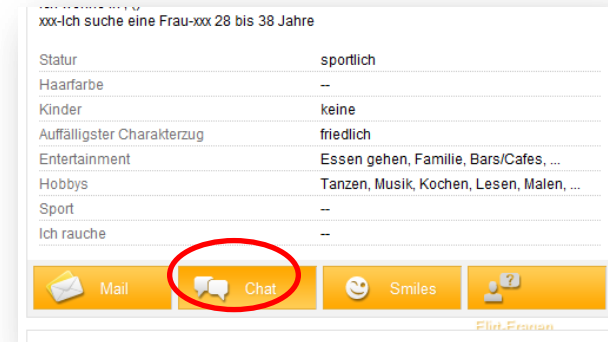 xxx-Ich suche eine Frau-xxx 28 bis 38 Jahre
Statur sportlich
Haarfarbe --
Kinder keine
Auffälligster Charakterzug friedlich
Entertainment Essen gehen, Familie, Bars/Cafes, ...
Hobbys Tanzen, Musik, Kochen, Lesen, Malen, ...
Sport --
Ich rauche --
Mail Chat Smiles ?
Flirt-Fragen